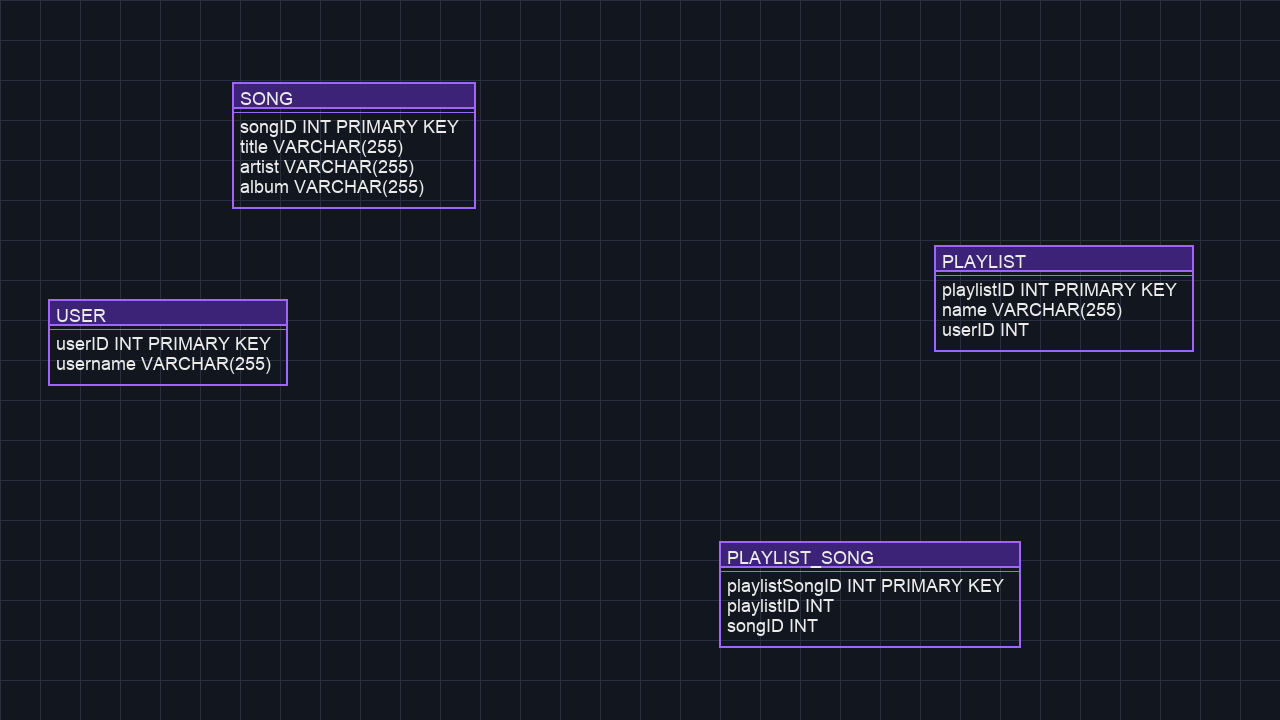 SONG
songID INT PRIMARY KEY
title VARCHAR(255)
artist VARCHAR(255)
album VARCHAR(255)
PLAYLIST
playlistID INT PRIMARY KEY
name VARCHAR(255)
userID INT
USER
userID INT PRIMARY KEY
username VARCHAR(255)
PLAYLIST_SONG
playlistSongID INT PRIMARY KEY
playlistID INT
songID INT